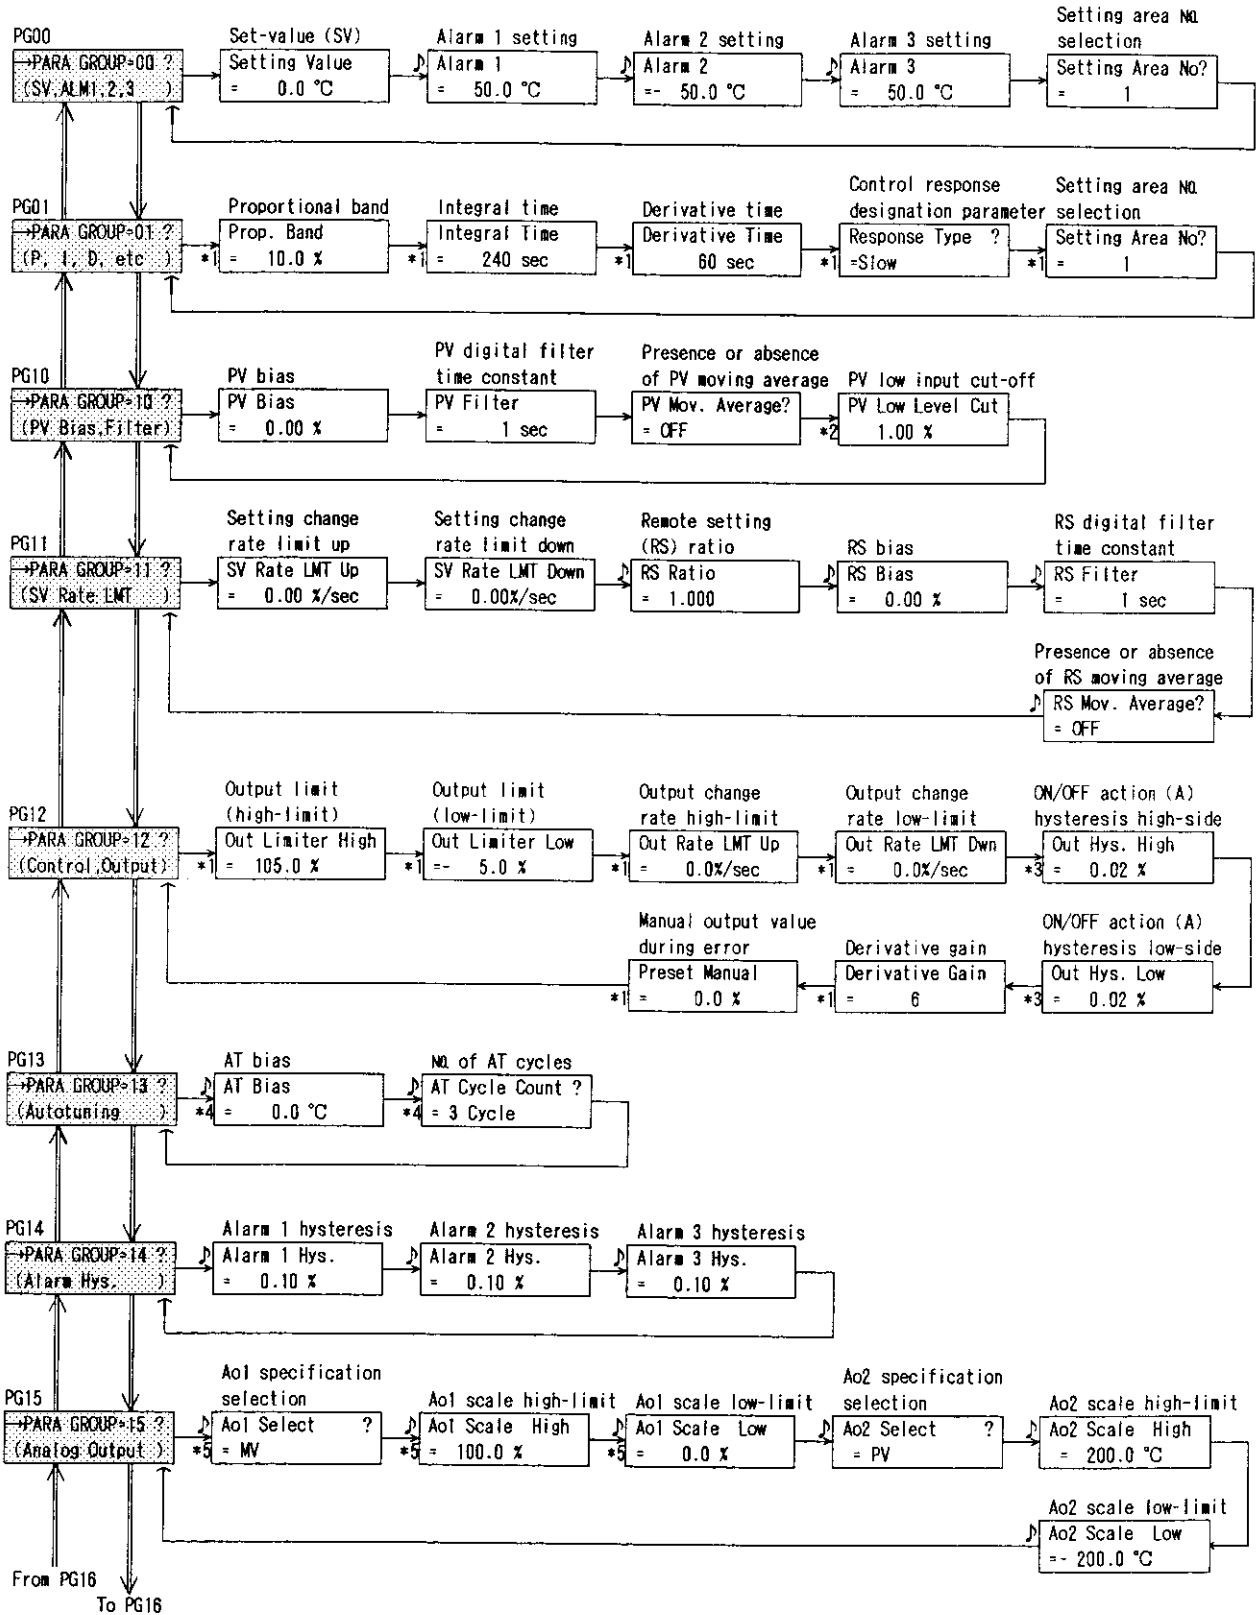 PG00
→PARA GROUP=00 ?
(SV,ALM1,2,3 )
Set-value (SV)
Setting Value
= 0.0 °C
Alarm 1 setting
♪ Alarm 1
= 50.0 °C
Alarm 2 setting
♪ Alarm 2
=- 50.0 °C
Alarm 3 setting
♪ Alarm 3
= 50.0 °C
Setting area No.
selection
Setting Area No?
= 1
PG01
→PARA GROUP=01 ?
(P, I, D, etc )
Proportional band
Prop. Band
*1 = 10.0 %
Integral time
Integral Time
*1 = 240 sec
Derivative time
Derivative Time
*1 60 sec
Control response
designation parameter
Response Type ?
*1 =Slow
Setting area No.
selection
Setting Area No?
*1 = 1
PG10
→PARA GROUP=10 ?
(PV Bias,Filter)
PV bias
PV Bias
= 0.00 %
PV digital filter
time constant
PV Filter
= 1 sec
Presence or absence
of PV moving average
PV Mov. Average?
= OFF
PV low input cut-off
PV Low Level Cut
*2 1.00 %
PG11
→PARA GROUP=11 ?
(SV Rate LMT )
Setting change
rate limit up
SV Rate LMT Up
= 0.00 %/sec
Setting change
rate limit down
SV Rate LMT Down
= 0.00%/sec
Remote setting
(RS) ratio
♪ RS Ratio
= 1.000
RS bias
♪ RS Bias
= 0.00 %
RS digital filter
time constant
♪ RS Filter
= 1 sec
Presence or absence
of RS moving average
♪ RS Mov. Average?
= OFF
PG12
→PARA GROUP=12 ?
(Control,Output)
Output limit
(high-limit)
Out Limiter High
*1 = 105.0 %
Output limit
(low-limit)
Out Limiter Low
*1 =- 5.0 %
Output change
rate high-limit
Out Rate LMT Up
*1 = 0.0%/sec
Output change
rate low-limit
Out Rate LMT Dwn
*1 = 0.0%/sec
ON/OFF action (A)
hysteresis high-side
Out Hys. High
*3 = 0.02 %
Manual output value
during error
Preset Manual
*1 = 0.0 %
Derivative gain
Derivative Gain
*1 = 6
ON/OFF action (A)
hysteresis low-side
Out Hys. Low
*3 = 0.02 %
PG13
→PARA GROUP=13 ?
(Autotuning )
AT bias
♪ AT Bias
*4 = 0.0 °C
No. of AT cycles
♪ AT Cycle Count ?
*4 = 3 Cycle
PG14
→PARA GROUP=14 ?
(Alarm Hys. )
Alarm 1 hysteresis
♪ Alarm 1 Hys.
= 0.10 %
Alarm 2 hysteresis
♪ Alarm 2 Hys.
= 0.10 %
Alarm 3 hysteresis
♪ Alarm 3 Hys.
= 0.10 %
PG15
→PARA GROUP=15 ?
(Analog Output )
Ao1 specification
selection
♪ Ao1 Select ?
*5 = MV
Ao1 scale high-limit
♪ Ao1 Scale High
*5 = 100.0 %
Ao1 scale low-limit
♪ Ao1 Scale Low
*5 = 0.0 %
Ao2 specification
selection
♪ Ao2 Select ?
= PV
Ao2 scale high-limit
♪ Ao2 Scale High
= 200.0 °C
Ao2 scale low-limit
♪ Ao2 Scale Low
=- 200.0 °C
From PG16
To PG16